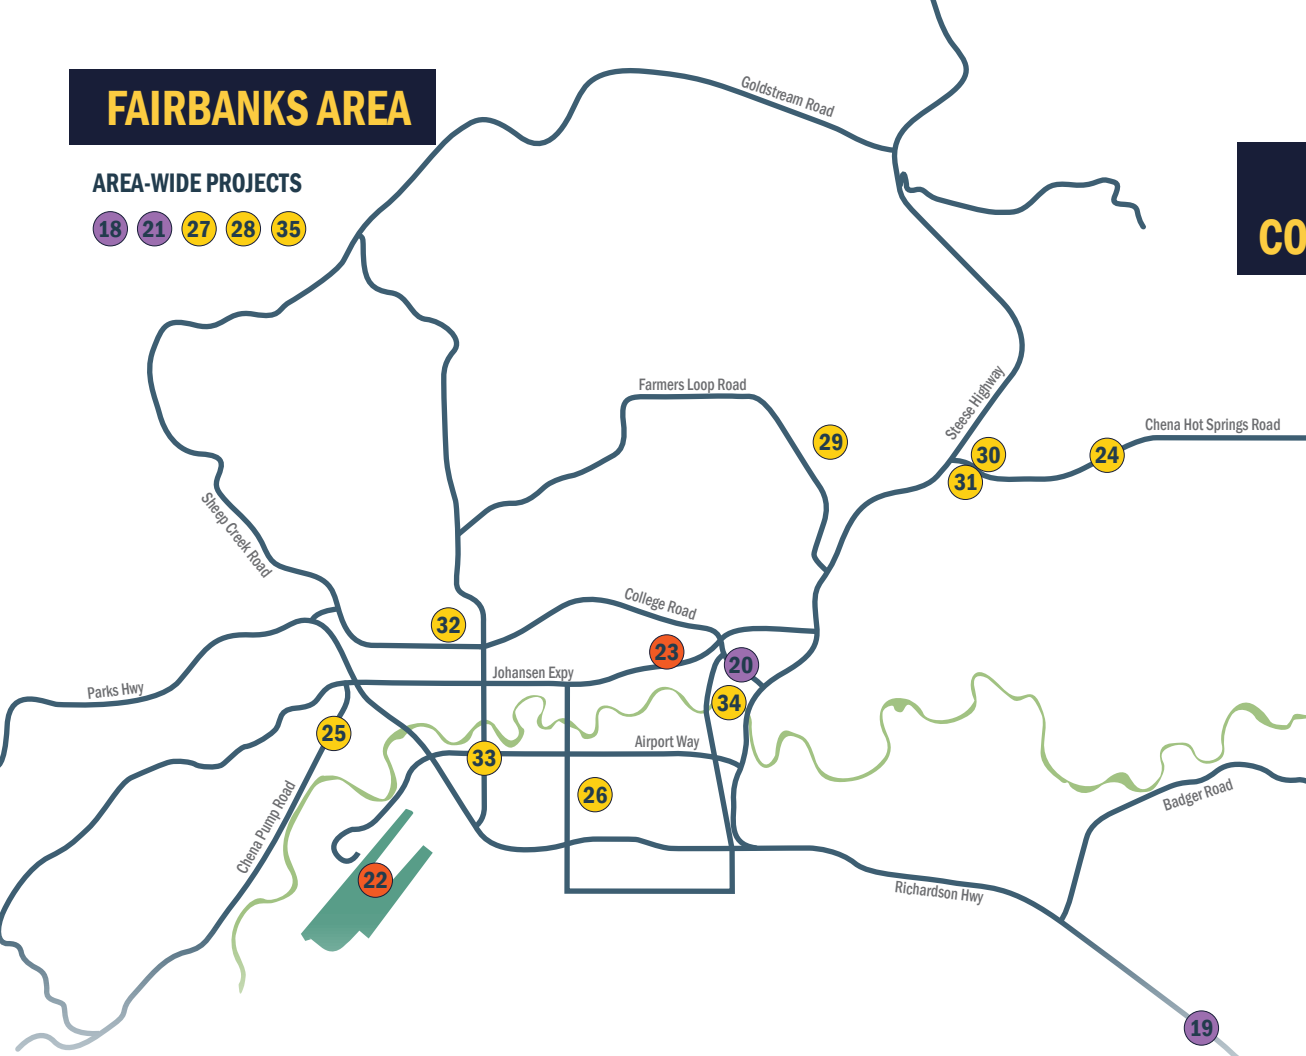 FAIRBANKS AREA
AREA-WIDE PROJECTS
18 21 27 28 35
Goldstream Road
CO
Farmers Loop Road
Steese Highway
Chena Hot Springs Road
29
30
24
31
Sheep Creek Road
College Road
32
23
20
Johansen Expy
Parks Hwy
34
25
Airport Way
33
26
Badger Road
Chena Pump Road
22
Richardson Hwy
19